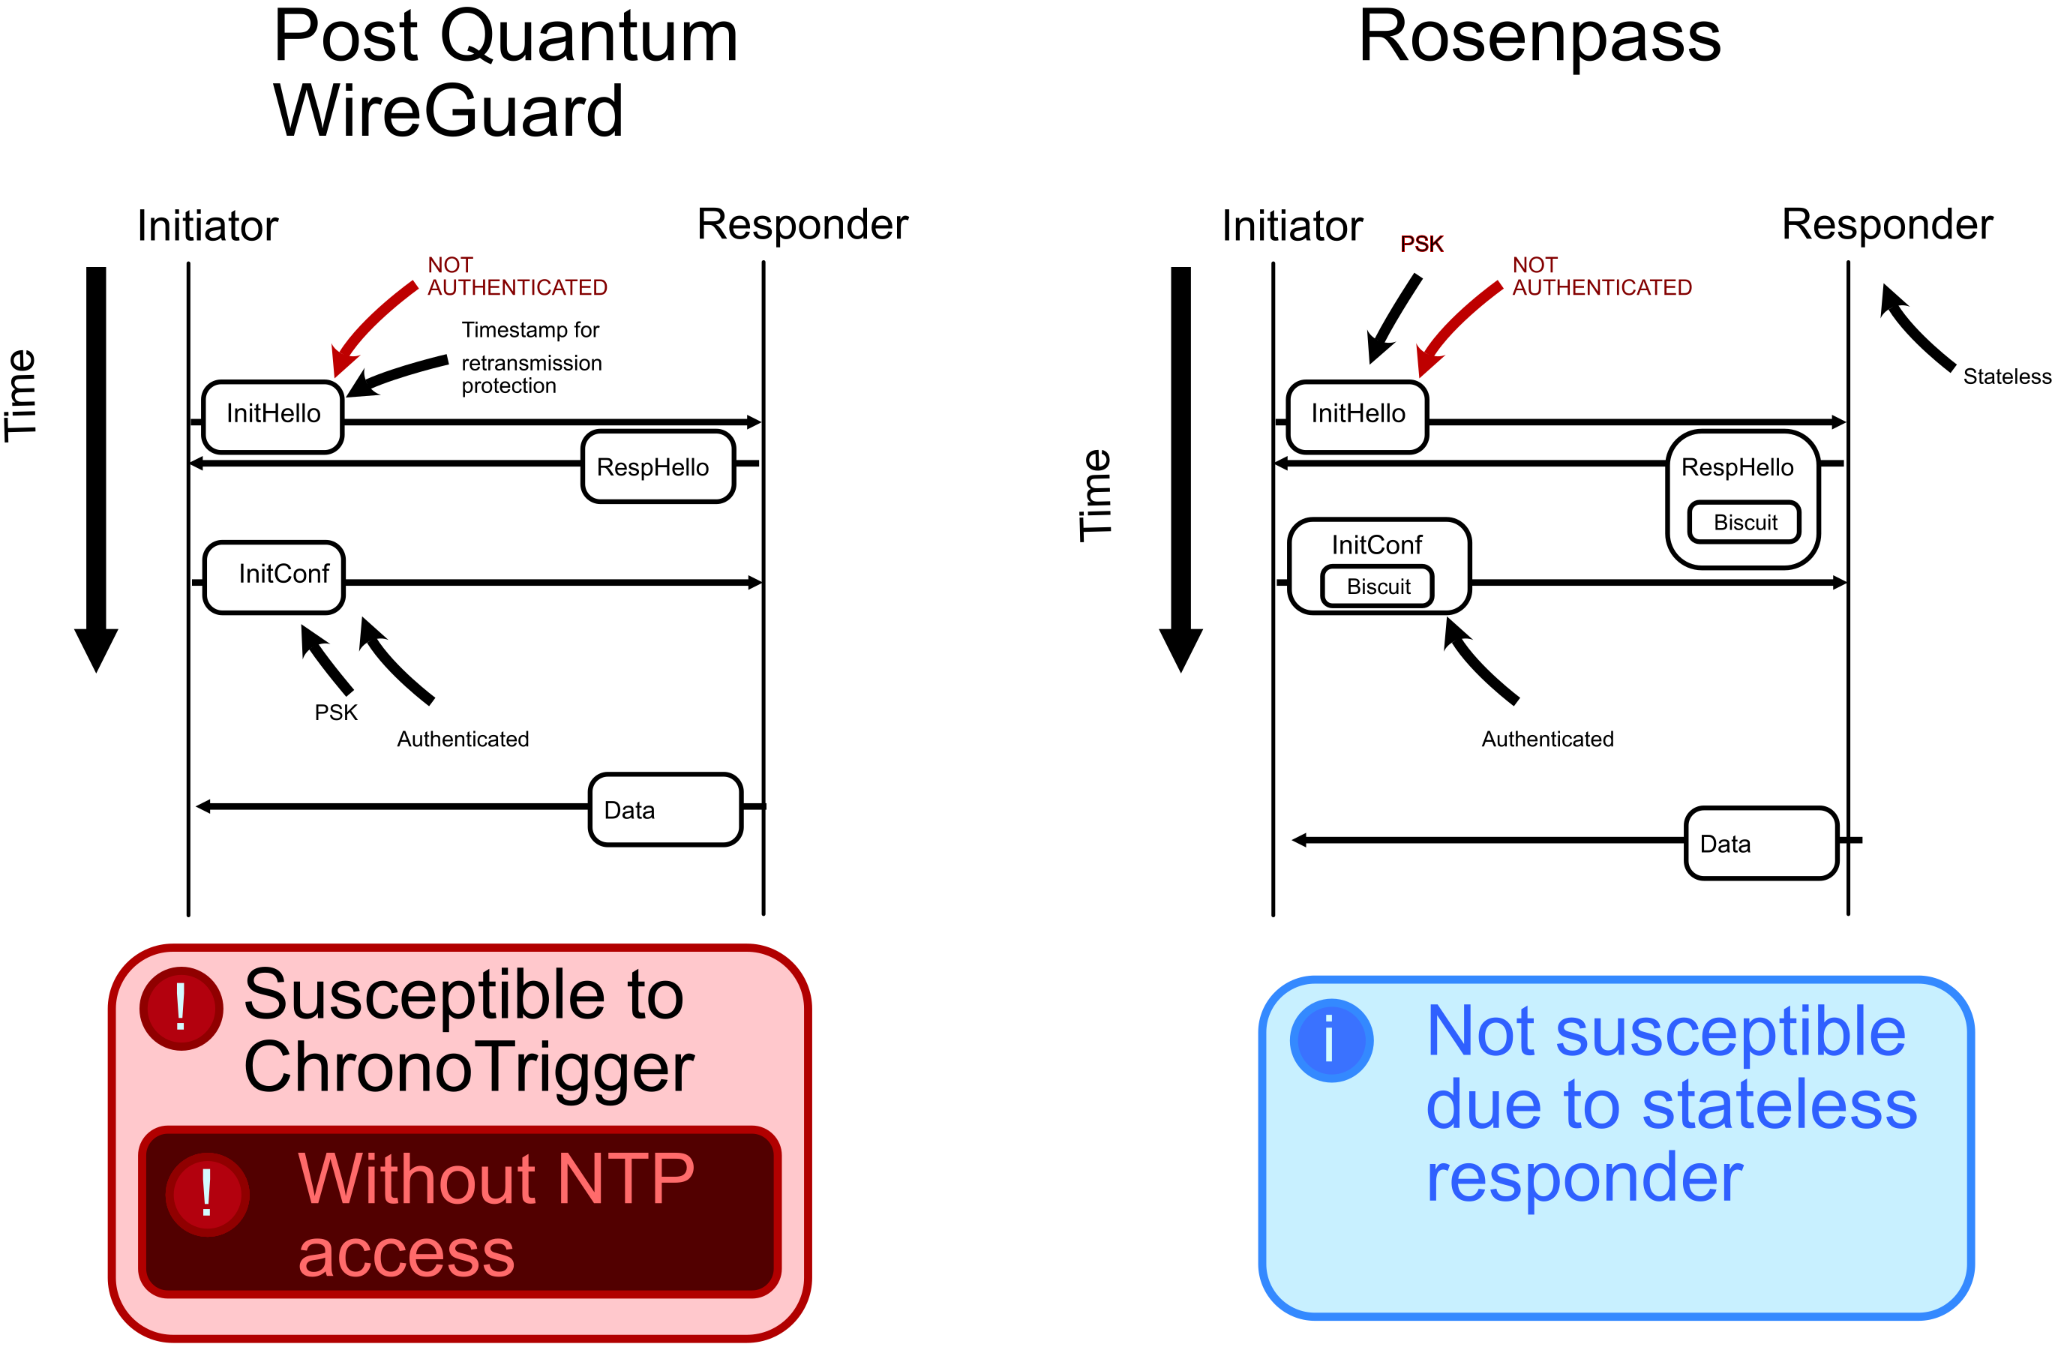 Post Quantum
WireGuard
Initiator
Responder
Time
NOT
AUTHENTICATED
Timestamp for
retransmission
protection
InitHello
RespHello
InitConf
PSK
Authenticated
Data
!
Susceptible to
ChronoTrigger
!
Without NTP
access
Rosenpass
Initiator
Responder
Time
PSK
NOT
AUTHENTICATED
Stateless
InitHello
RespHello
Biscuit
InitConf
Biscuit
Authenticated
Data
i
Not susceptible
due to stateless
responder